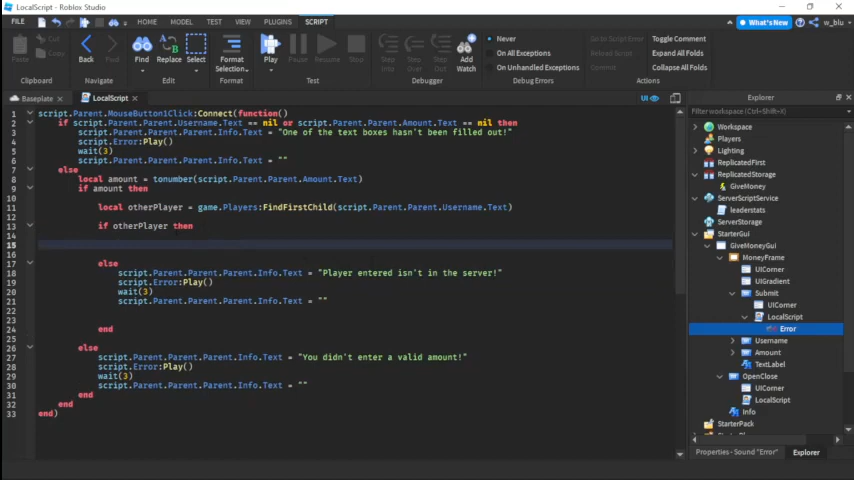 LocalScript - Roblox Studio
FILE
HOME
MODEL
TEST
VIEW
PLUGINS
SCRIPT
What's New
w_blu
Paste
Cut
Copy
Clipboard
Back
Navigate
Find
Replace
Select
Edit
Format
Selection
Format
Play
Pause
Resume
Stop
Test
Step
Into
Step
Over
Step
Out
Add
Watch
Debugger
Never
On All Exceptions
On Unhandled Exceptions
Debug Errors
Go to Script Error
Reload Script
Commit
Toggle Comment
Expand All Folds
Collapse All Folds
Actions
Baseplate
LocalScript
UI
1 script.Parent.MouseButton1Click:Connect(function()
2 if script.Parent.Parent.Username.Text == nil or script.Parent.Parent.Amount.Text == nil then
3 script.Parent.Parent.Parent.Info.Text = "One of the text boxes hasn't been filled out!"
4 script.Error:Play()
5 wait(3)
6 script.Parent.Parent.Parent.Info.Text = ""
7 else
8 local amount = tonumber(script.Parent.Parent.Amount.Text)
9 if amount then
10
11 local otherPlayer = game.Players:FindFirstChild(script.Parent.Parent.Username.Text)
12
13 if otherPlayer then
14
15
16
17 else
18 script.Parent.Parent.Parent.Info.Text = "Player entered isn't in the server!"
19 script.Error:Play()
20 wait(3)
21 script.Parent.Parent.Parent.Info.Text = ""
22
23
24 end
25
26 else
27 script.Parent.Parent.Parent.Info.Text = "You didn't enter a valid amount!"
28 script.Error:Play()
29 wait(3)
30 script.Parent.Parent.Parent.Info.Text = ""
31 end
32 end
33 end)
Explorer
Filter workspace (Ctrl+Shift+X)
Workspace
Players
Lighting
ReplicatedFirst
ReplicatedStorage
GiveMoney
ServerScriptService
leaderstats
ServerStorage
StarterGui
GiveMoneyGui
MoneyFrame
UICorner
UIGradient
Submit
UICorner
LocalScript
Error
Username
Amount
TextLabel
OpenClose
UICorner
LocalScript
Info
StarterPack
Properties - Sound "Error"
Explorer